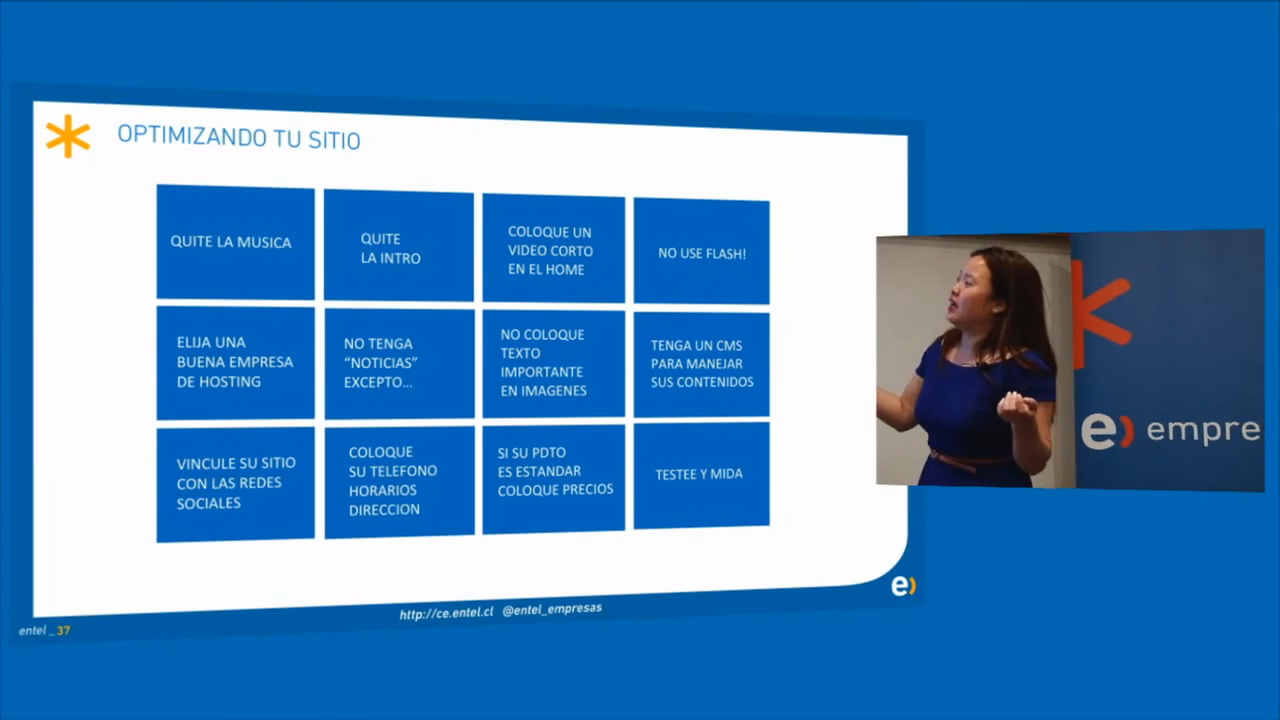 OPTIMIZANDO TU SITIO
QUITE LA MUSICA
QUITE
LA INTRO
COLOQUE UN
VIDEO CORTO
EN EL HOME
NO USE FLASH!
ELIJA UNA
BUENA EMPRESA
DE HOSTING
NO TENGA
“NOTICIAS”
EXCEPTO...
NO COLOQUE
TEXTO
IMPORTANTE
EN IMAGENES
TENGA UN CMS
PARA MANEJAR
SUS CONTENIDOS
VINCULE SU SITIO
CON LAS REDES
SOCIALES
COLOQUE
SU TELEFONO
HORARIOS
DIRECCION
SI SU PDTO
ES ESTANDAR
COLOQUE PRECIOS
TESTEE Y MIDA
e) empre
e)
http://ce.entel.cl @entel_empresas
entel _37